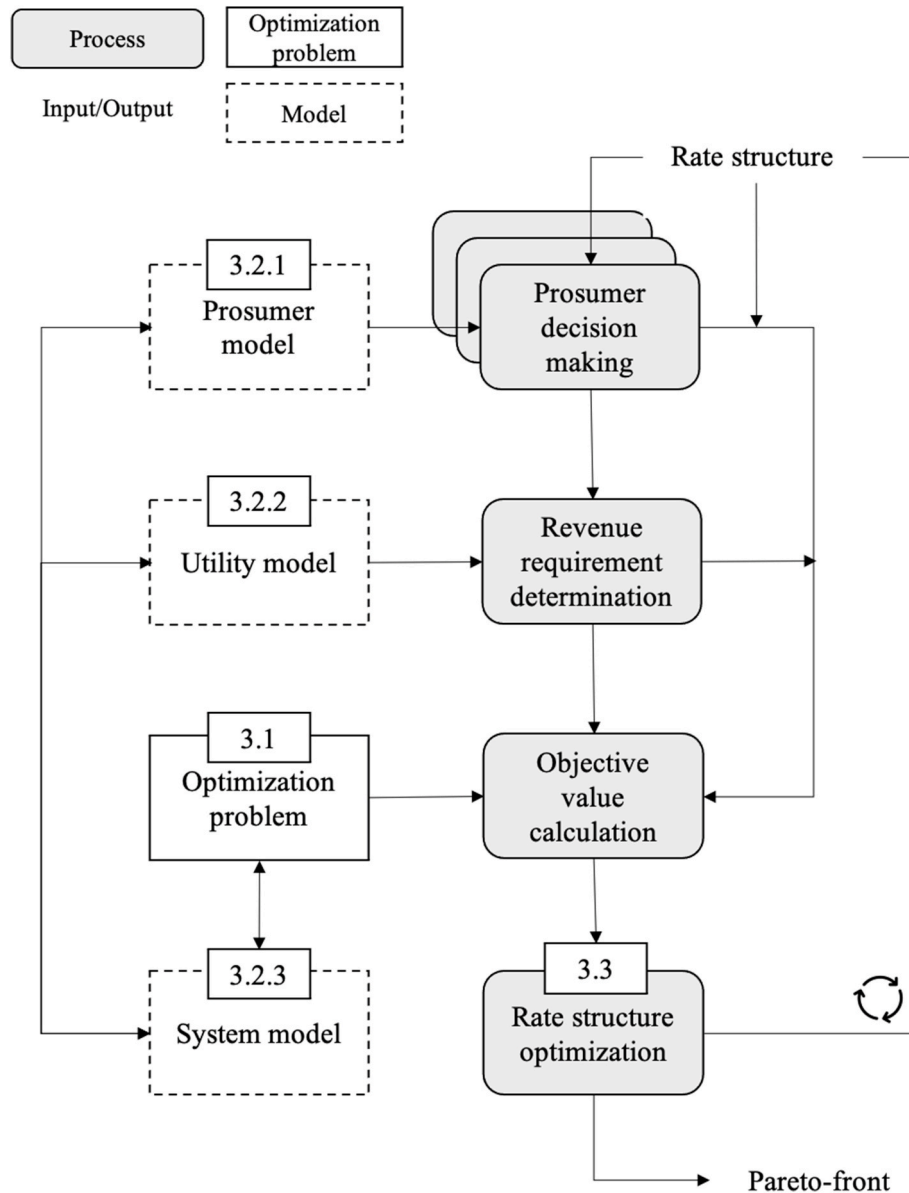 Process
Optimization
problem
Input/Output
Model
Rate structure
3.2.1
Prosumer
model
Prosumer
decision
making
3.2.2
Utility model
Revenue
requirement
determination
3.1
Optimization
problem
Objective
value
calculation
3.2.3
System model
3.3
Rate structure
optimization
Pareto-front